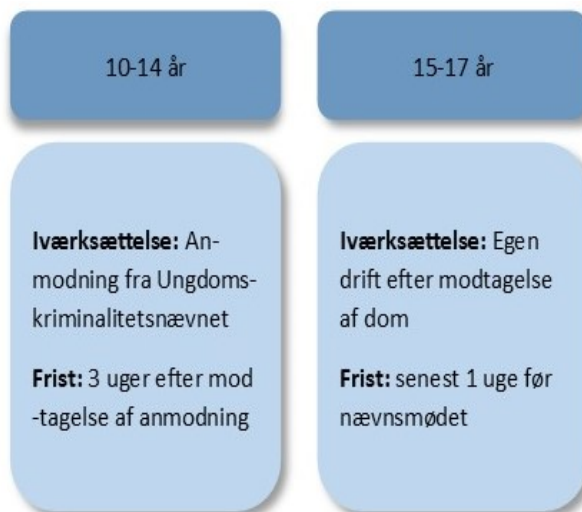 10-14 år
15-17 år
Iværksættelse: An-
modning fra Ungdoms-
kriminalitetsnævnet
Frist: 3 uger efter mod
-tagelse af anmodning
Iværksættelse: Egen
drift efter modtagelse
af dom
Frist: senest 1 uge før
nævnsmødet